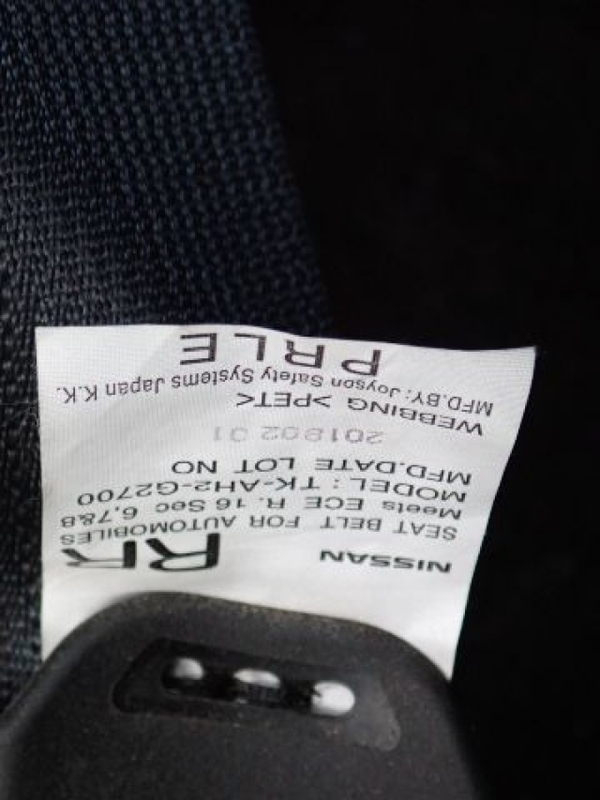 NISSAN RR
SEAT BELT FOR AUTOMOBILES
Meets ECE R. 16 Sec 6,7&8
MODEL : TK-AH2-G2700
MFD.DATE LOT NO
201802 01
WEBBING >PET<
MFD.BY: Joyson Safety Systems Japan K.K.
PRLE